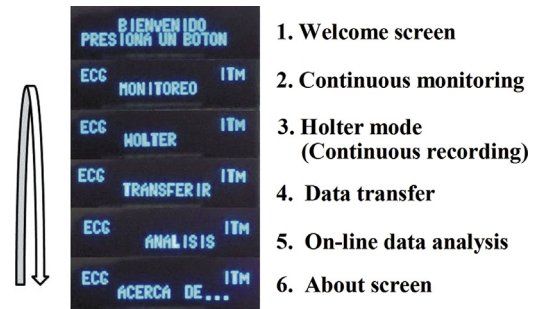 BIENVENIDO
PRESIONA UN BOTON
1. Welcome screen
ECG ITM
MONITOREO
2. Continuous monitoring
ECG ITM
HOLTER
3. Holter mode
(Continuous recording)
ECG ITM
TRANSFERIR
4. Data transfer
ECG ITM
ANALISIS
5. On-line data analysis
ECG ITM
ACERCA DE...
6. About screen